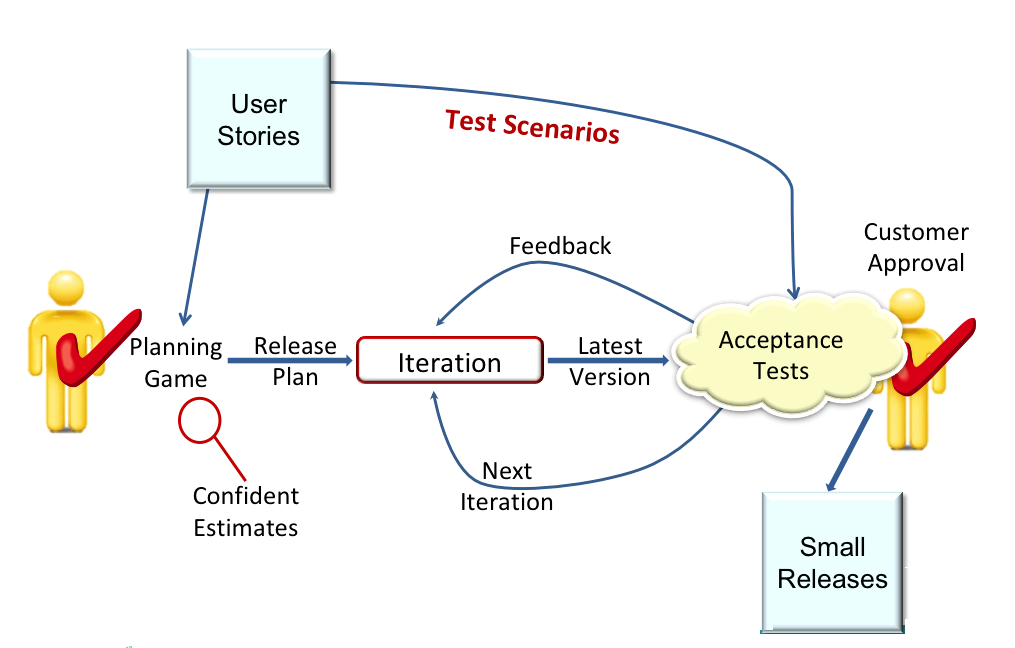 User
Stories
Test Scenarios
Feedback
Customer
Approval
Planning
Game
Release
Plan
Iteration
Latest
Version
Acceptance
Tests
Next
Iteration
Confident
Estimates
Small
Releases